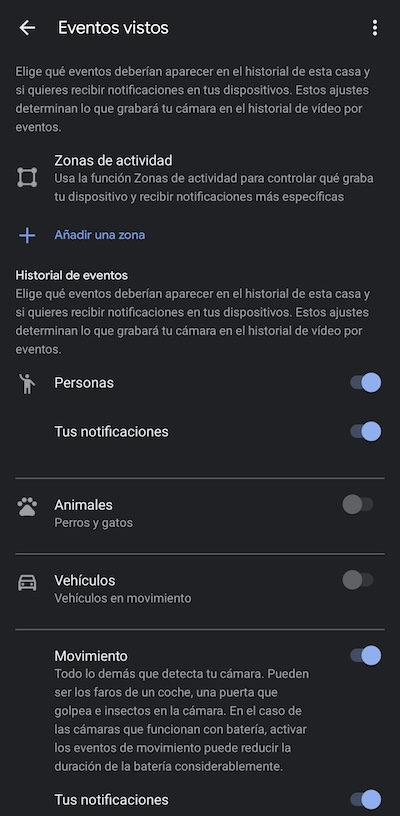 Eventos vistos
Elige qué eventos deberían aparecer en el historial de esta casa y
si quieres recibir notificaciones en tus dispositivos. Estos ajustes
determinan lo que grabará tu cámara en el historial de vídeo por
eventos.
Zonas de actividad
Usa la función Zonas de actividad para controlar qué graba
tu dispositivo y recibir notificaciones más específicas
Añadir una zona
Historial de eventos
Elige qué eventos deberían aparecer en el historial de esta casa y
si quieres recibir notificaciones en tus dispositivos. Estos ajustes
determinan lo que grabará tu cámara en el historial de vídeo por
eventos.
Personas
Tus notificaciones
Animales
Perros y gatos
Vehículos
Vehículos en movimiento
Movimiento
Todo lo demás que detecta tu cámara. Pueden
ser los faros de un coche, una puerta que
golpea e insectos en la cámara. En el caso de
las cámaras que funcionan con batería, activar
los eventos de movimiento puede reducir la
duración de la batería considerablemente.
Tus notificaciones